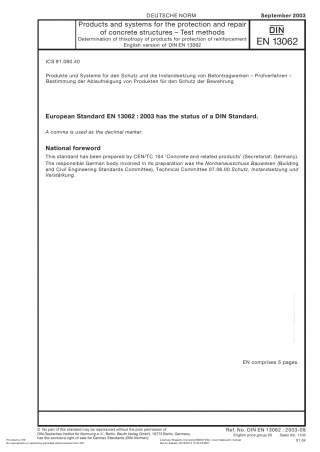 DEUTSCHE NORM
September 2003
Products and systems for the protection and repair
of concrete structures – Test methods
Determination of thixotropy of products for protection of reinforcement
English version of DIN EN 13062
DIN
EN 13062
ICS 91.080.40
Produkte und Systeme für den Schutz und die Instandsetzung von Betontragwerken – Prüfverfahren –
Bestimmung der Ablaufneigung von Produkten für den Schutz der Bewehrung
European Standard EN 13062 : 2003 has the status of a DIN Standard.
A comma is used as the decimal marker.
National foreword
This standard has been prepared by CEN/TC 104 ‘Concrete and related products’ (Secretariat: Germany).
The responsible German body involved in its preparation was the Normenausschuss Bauwesen (Building
and Civil Engineering Standards Committee), Technical Committee 07.06.00 Schutz, Instandsetzung und
Verstärkung.
EN comprises 5 pages.
© No part of this standard may be reproduced without the prior permission of
DIN Deutsches Institut für Normung e.V., Berlin. Beuth Verlag GmbH, 10772 Berlin, Germany,
has the exclusive right of sale for German Standards (DIN-Normen).
Ref. No. DIN EN 13062 : 2003-09
English price group 05 Sales No. 1105
01.04